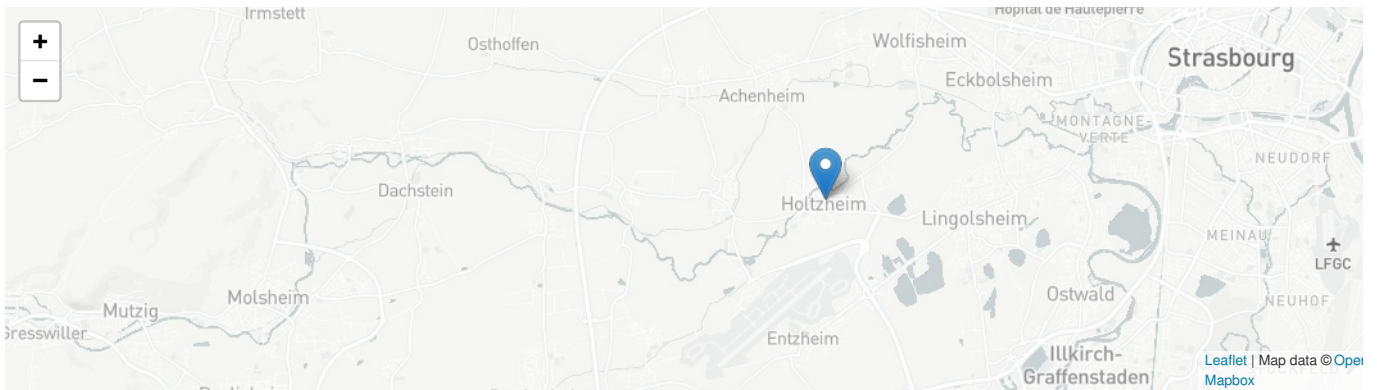 Irmstett
Hôpital de Hautepierre
+
Osthoffen
Wolfisheim
Strasbourg
−
Eckbolsheim
Achenheim
MONTAGNE-
VERTE
NEUDORF
Dachstein
Holtzheim
Lingolsheim
MEINAU
LFGC
Molsheim
Ostwald
NEUHOF
Mutzig
Gresswiller
Entzheim
Illkirch-
Graffenstaden
Leaflet | Map data © Open
Mapbox